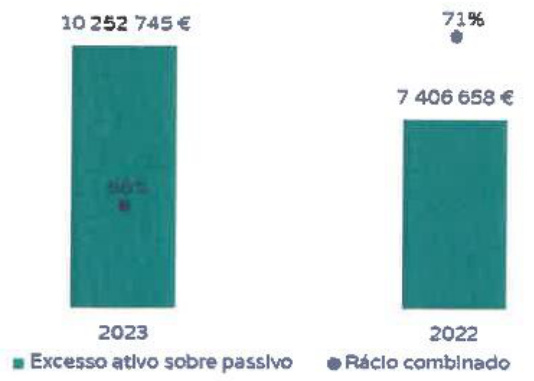 71%
10 252 745 €
7 406 658 €
2023
2022
Excesso ativo sobre passivo
Rácio combinado